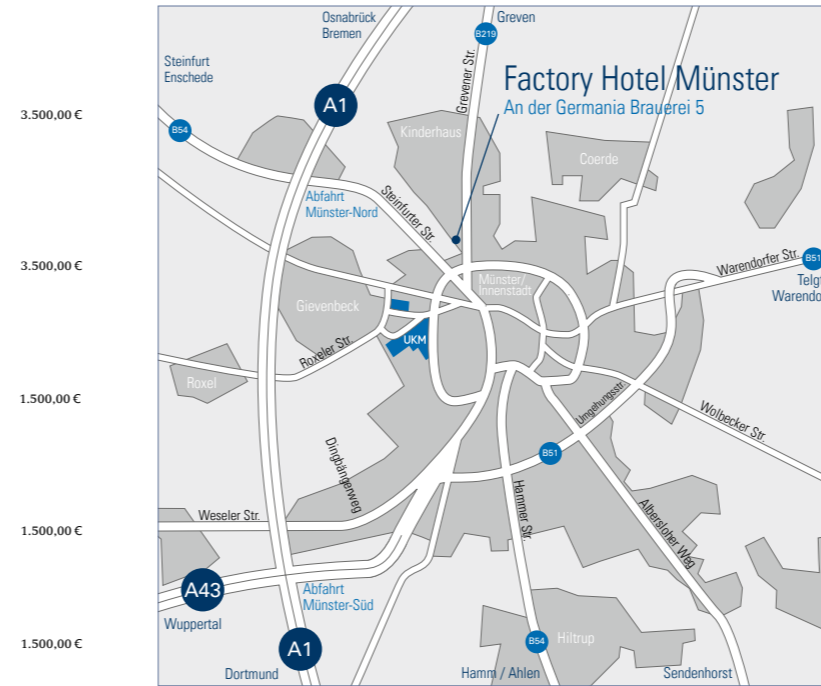 3.500,00 €
3.500,00 €
1.500,00 €
1.500,00 €
1.500,00 €
Osnabrück
Bremen
Greven
B219
Steinfurt
Enschede
Factory Hotel Münster
An der Germania Brauerei 5
A1
Grevener Str.
B54
Kinderhaus
Coerde
Abfahrt
Münster-Nord
Steinfurter Str.
Warendorfer Str.
B51
Telgt
Warendo
Münster/
Innenstadt
Gievenbeck
UKM
Roxeler Str.
Roxel
Umgehungsstr.
Wolbecker Str.
Dingbängerweg
B51
Weseler Str.
Hammer Str.
Albersloher Weg
A43
Abfahrt
Münster-Süd
Wuppertal
A1
B54
Hiltrup
Dortmund
Hamm / Ahlen
Sendenhorst